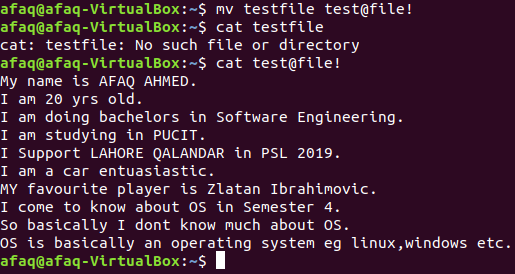 afaq@afaq-VirtualBox:~$ mv testfile test@file!
afaq@afaq-VirtualBox:~$ cat testfile
cat: testfile: No such file or directory
afaq@afaq-VirtualBox:~$ cat test@file!
My name is AFAQ AHMED.
I am 20 yrs old.
I am doing bachelors in Software Engineering.
I am studying in PUCIT.
I Support LAHORE QALANDAR in PSL 2019.
I am a car entuasiastic.
MY favourite player is Zlatan Ibrahimovic.
I come to know about OS in Semester 4.
So basically I dont know much about OS.
OS is basically an operating system eg linux,windows etc.
afaq@afaq-VirtualBox:~$